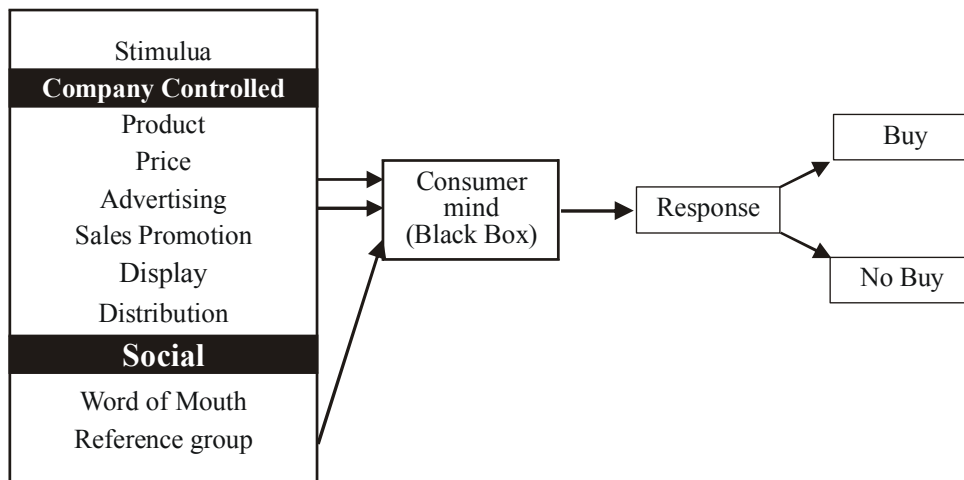 Stimulua
Company Controlled
Product
Price
Advertising
Sales Promotion
Display
Distribution
Social
Word of Mouth
Reference group
Consumer
mind
(Black Box)
Response
Buy
No Buy